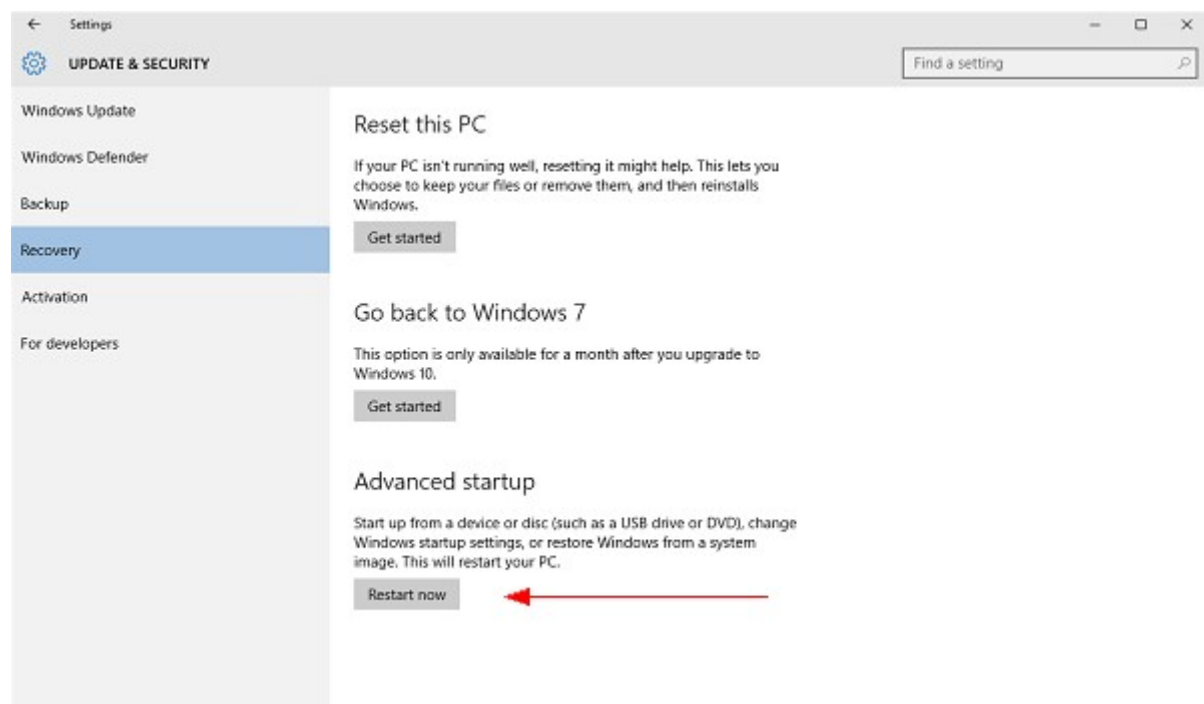 Settings
UPDATE & SECURITY
Find a setting
Windows Update
Windows Defender
Backup
Recovery
Activation
For developers
Reset this PC
If your PC isn't running well, resetting it might help. This lets you
choose to keep your files or remove them, and then reinstalls
Windows.
Get started
Go back to Windows 7
This option is only available for a month after you upgrade to
Windows 10.
Get started
Advanced startup
Start up from a device or disc (such as a USB drive or DVD), change
Windows startup settings, or restore Windows from a system
image. This will restart your PC.
Restart now